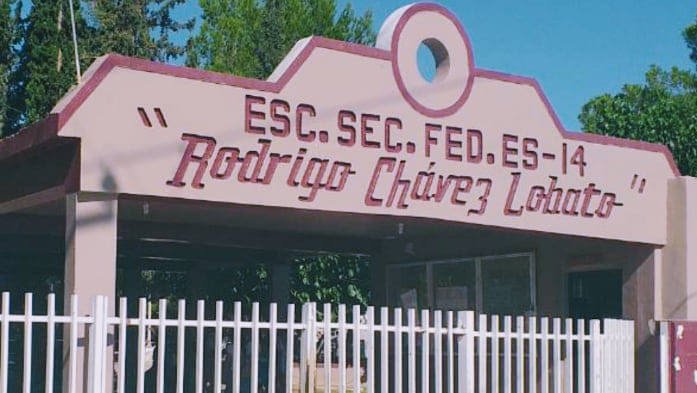 ESC. SEC. FED. ES-14
"Rodrigo Chávez Lobato"